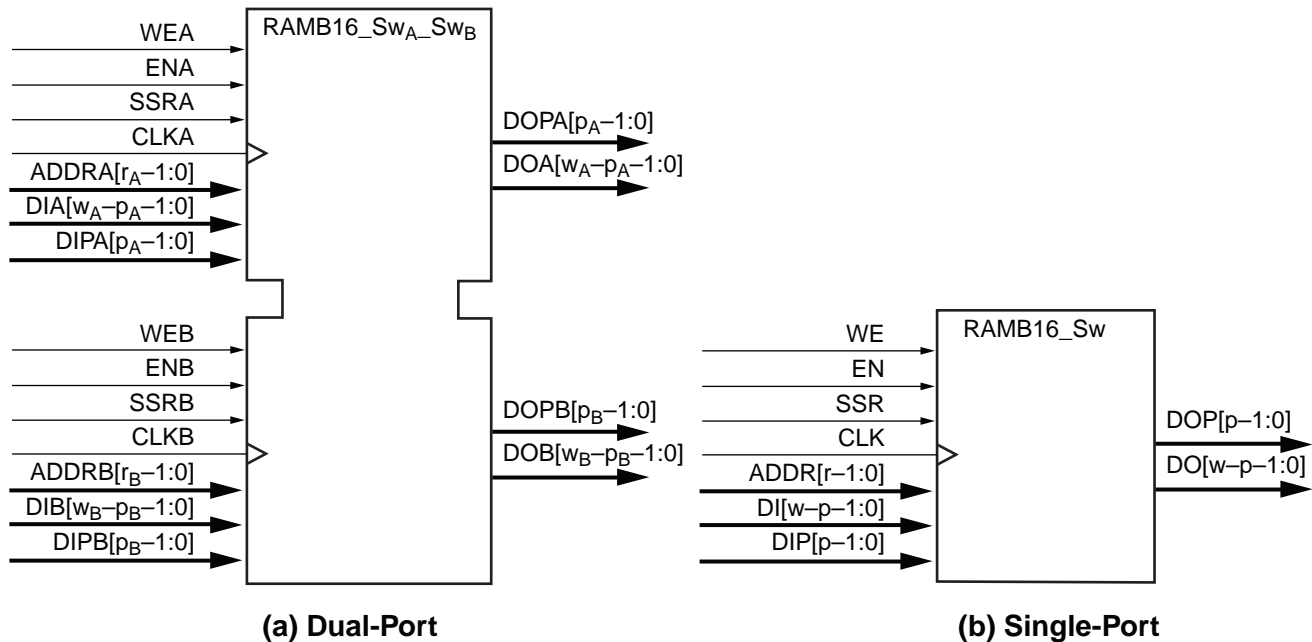 RAMB16_SwA_SwB
WEA
ENA
SSRA
CLKA
ADDRA[rA–1:0]
DIA[wA–pA–1:0]
DIPA[pA–1:0]
DOPA[pA–1:0]
DOA[wA–pA–1:0]
WEB
ENB
SSRB
CLKB
ADDRB[rB–1:0]
DIB[wB–pB–1:0]
DIPB[pB–1:0]
DOPB[pB–1:0]
DOB[wB–pB–1:0]
(a) Dual-Port
RAMB16_Sw
WE
EN
SSR
CLK
ADDR[r–1:0]
DI[w–p–1:0]
DIP[p–1:0]
DOP[p–1:0]
DO[w–p–1:0]
(b) Single-Port